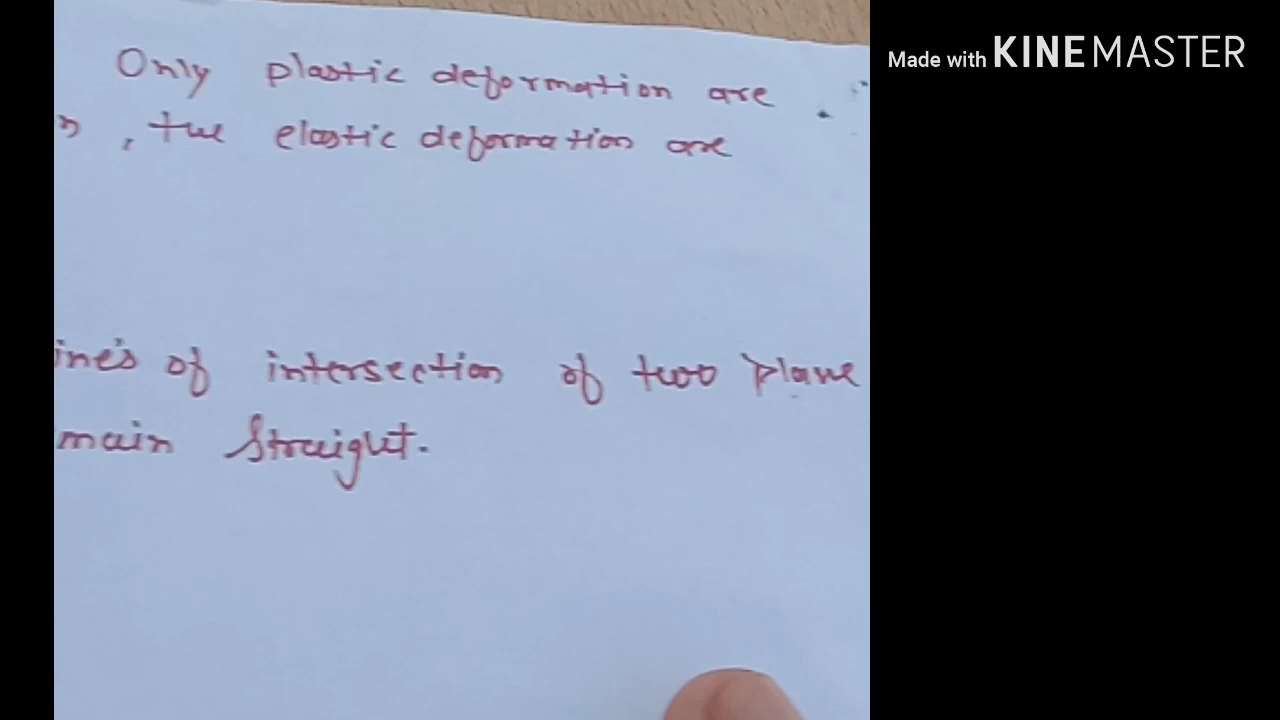 Only plastic deformation are
n, the elastic deformation are
ines of intersection of two plane
main straight.
Made with KINEMASTER